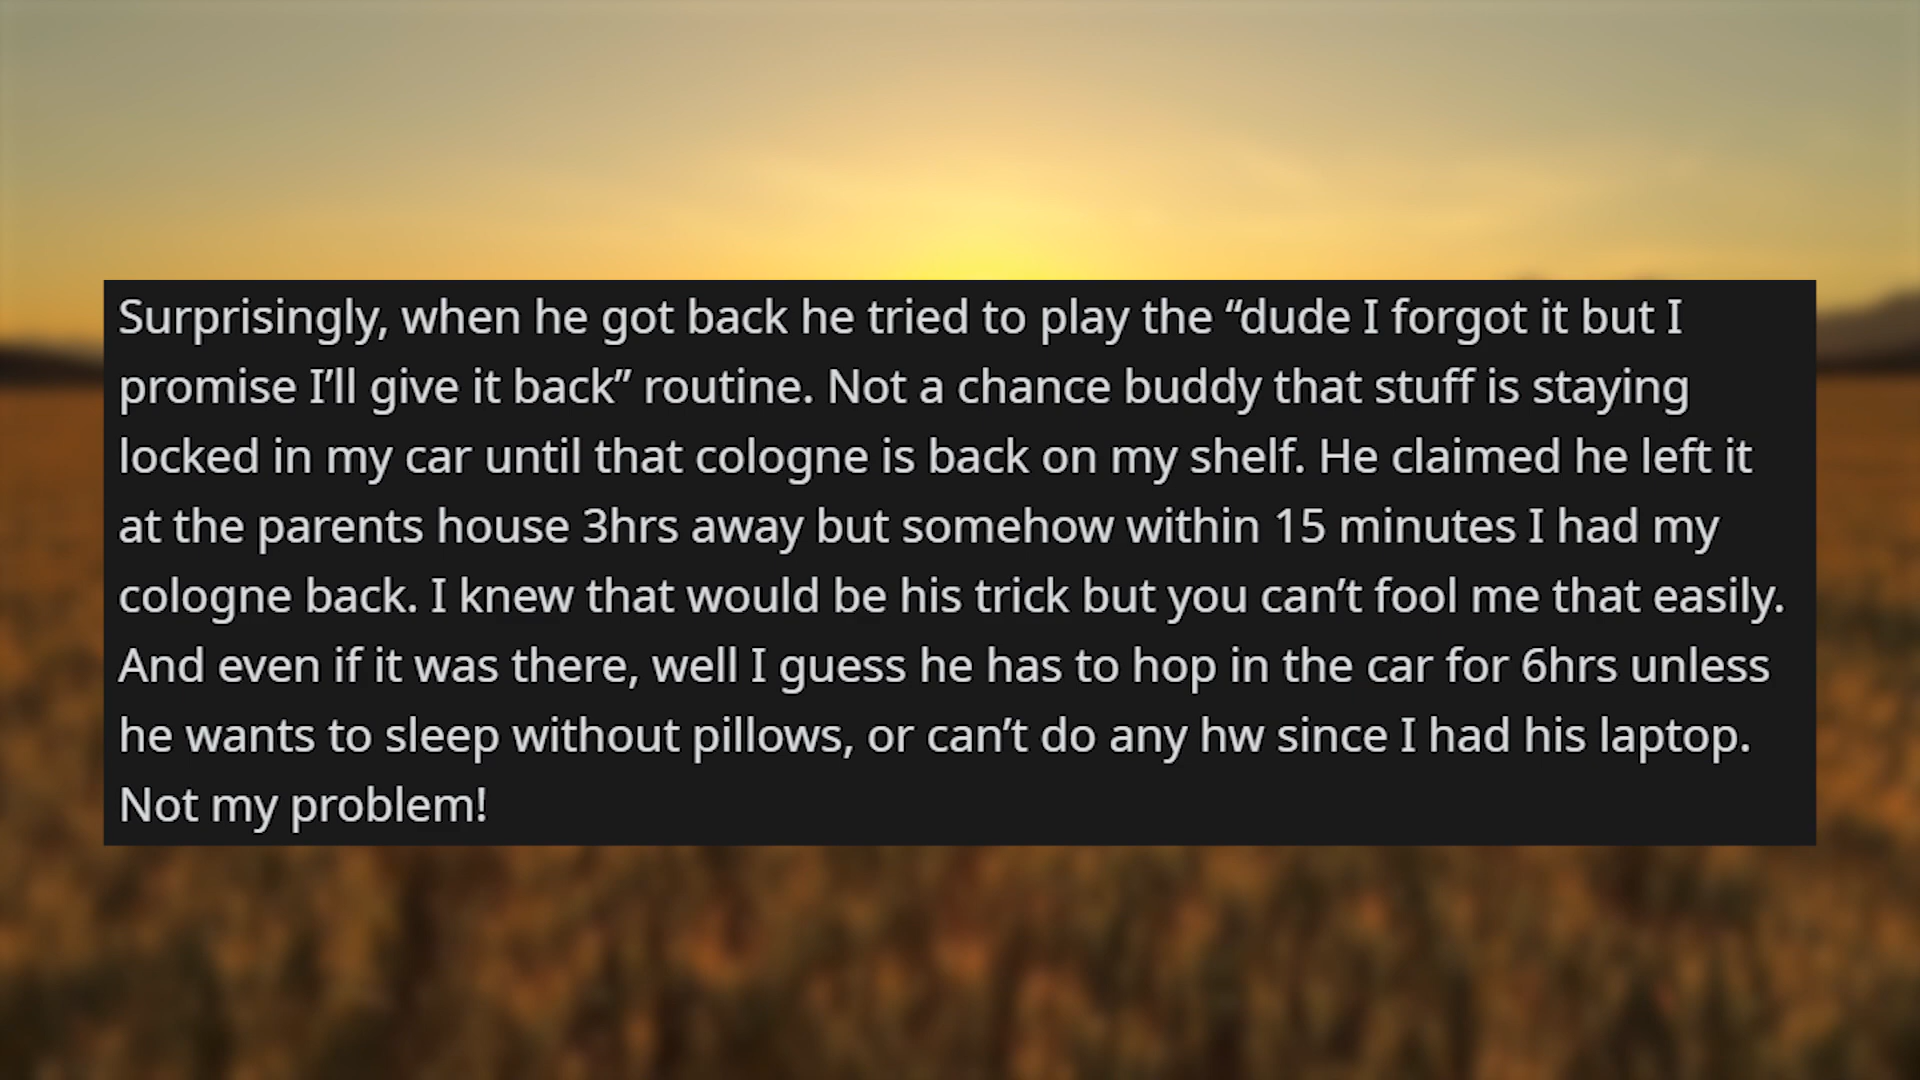 Surprisingly, when he got back he tried to play the “dude I forgot it but I
promise I’ll give it back” routine. Not a chance buddy that stuff is staying
locked in my car until that cologne is back on my shelf. He claimed he left it
at the parents house 3hrs away but somehow within 15 minutes I had my
cologne back. I knew that would be his trick but you can’t fool me that easily.
And even if it was there, well I guess he has to hop in the car for 6hrs unless
he wants to sleep without pillows, or can’t do any hw since I had his laptop.
Not my problem!